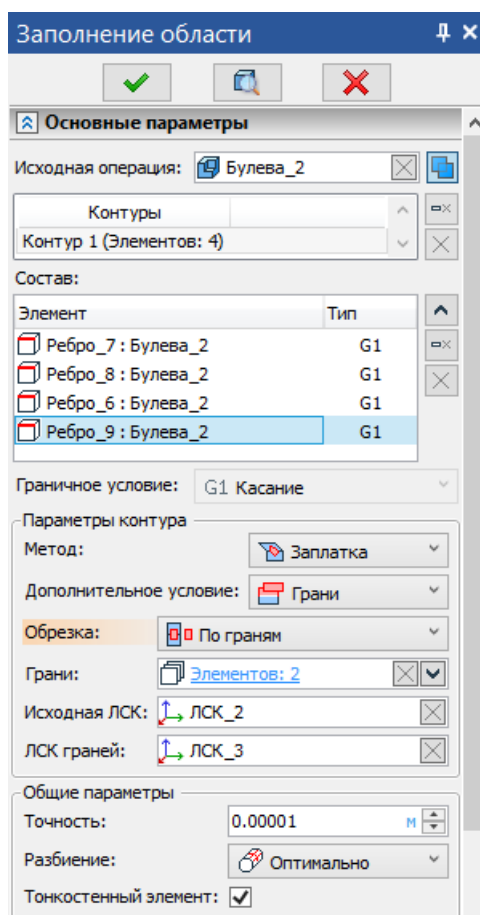 Заполнение области
Основные параметры
Исходная операция: Булева_2
Контуры
Контур 1 (Элементов: 4)
Состав:
Элемент Тип
Ребро_7 : Булева_2 G1
Ребро_8 : Булева_2 G1
Ребро_6 : Булева_2 G1
Ребро_9 : Булева_2 G1
Граничное условие: G1 Касание
Параметры контура
Метод: Заплатка
Дополнительное условие: Грани
Обрезка: По граням
Грани: Элементов: 2
Исходная ЛСК: ЛСК_2
ЛСК граней: ЛСК_3
Общие параметры
Точность: 0.00001 м
Разбиение: Оптимально
Тонкостенный элемент: